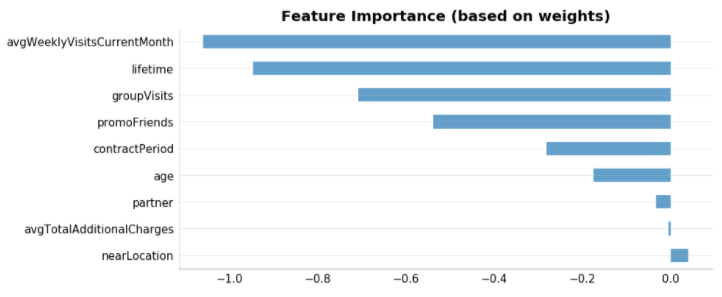 Feature Importance (based on weights)
avgWeeklyVisitsCurrentMonth
lifetime
groupVisits
promoFriends
contractPeriod
age
partner
avgTotalAdditionalCharges
nearLocation
−1.0 −0.8 −0.6 −0.4 −0.2 0.0